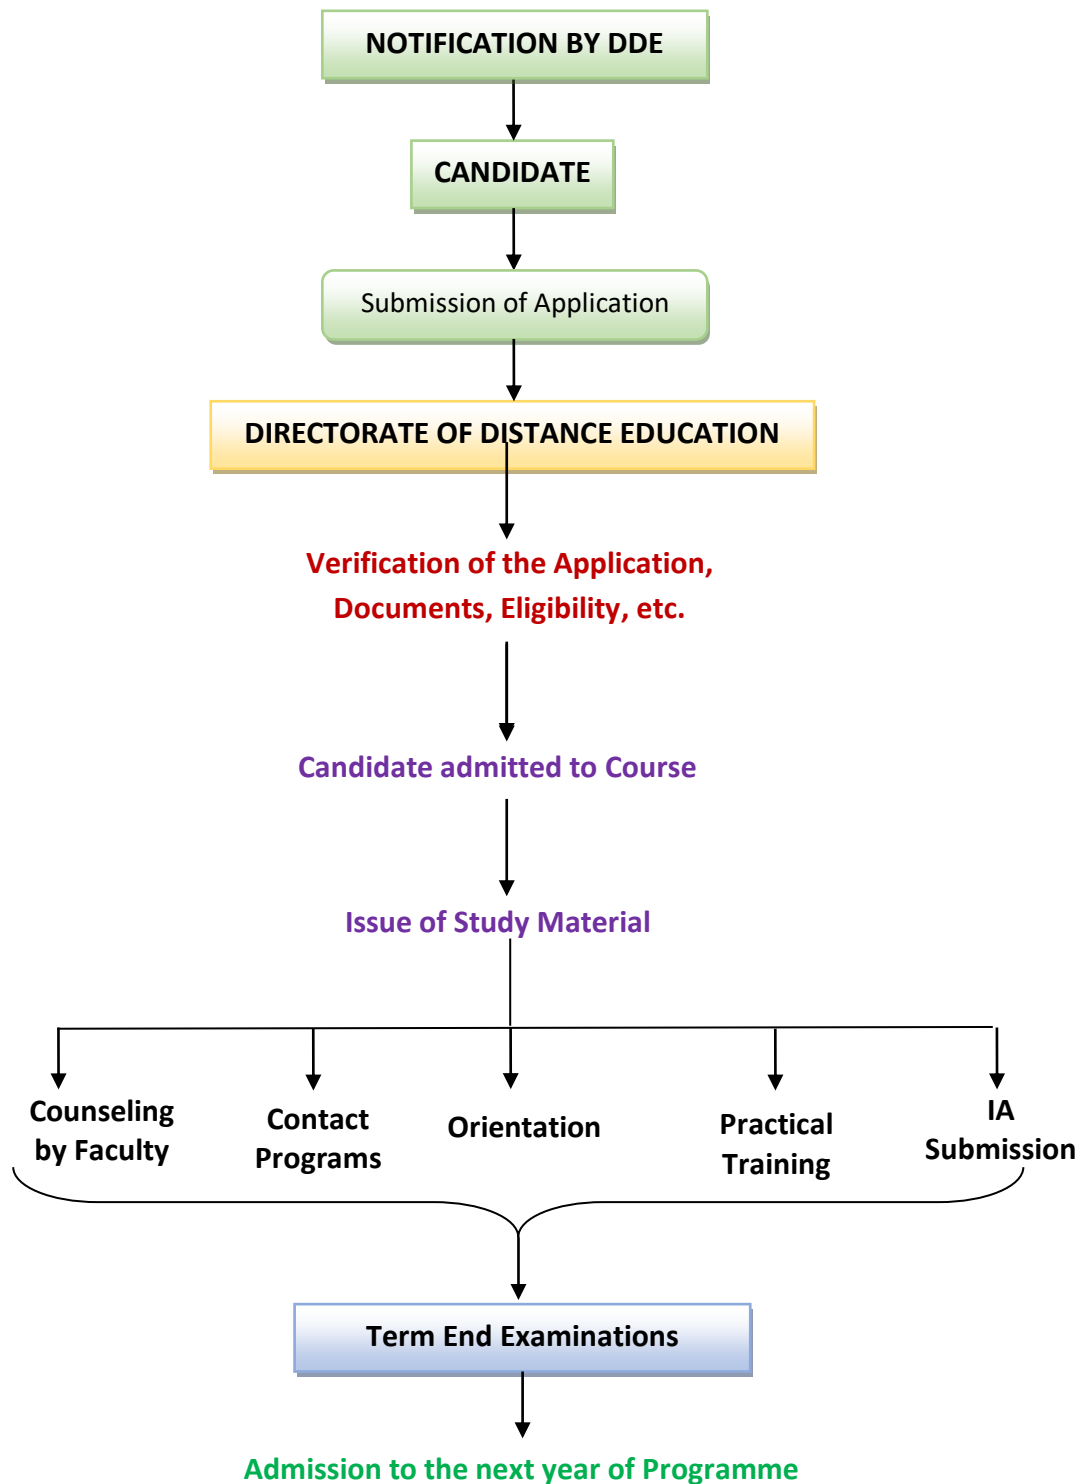 NOTIFICATION BY DDE
CANDIDATE
Submission of Application
DIRECTORATE OF DISTANCE EDUCATION
Verification of the Application,
Documents, Eligibility, etc.
Candidate admitted to Course
Issue of Study Material
Counseling
by Faculty
Contact
Programs
Orientation
Practical
Training
IA
Submission
Term End Examinations
Admission to the next year of Programme